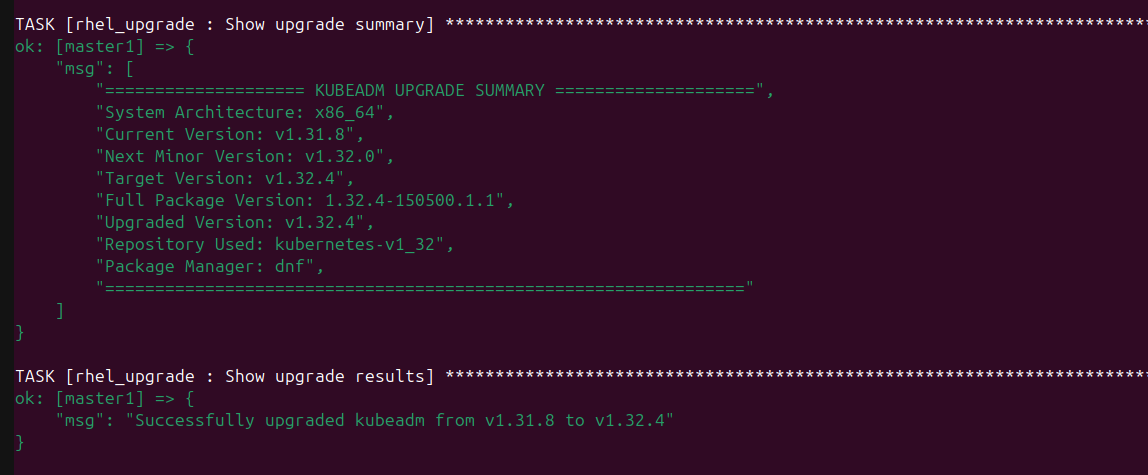 TASK [rhel_upgrade : Show upgrade summary] **********************************************************************
ok: [master1] => {
    "msg": [
        "==================== KUBEADM UPGRADE SUMMARY ====================",
        "System Architecture: x86_64",
        "Current Version: v1.31.8",
        "Next Minor Version: v1.32.0",
        "Target Version: v1.32.4",
        "Full Package Version: 1.32.4-150500.1.1",
        "Upgraded Version: v1.32.4",
        "Repository Used: kubernetes-v1_32",
        "Package Manager: dnf",
        "================================================================"
    ]
}
TASK [rhel_upgrade : Show upgrade results] **********************************************************************
ok: [master1] => {
    "msg": "Successfully upgraded kubeadm from v1.31.8 to v1.32.4"
}